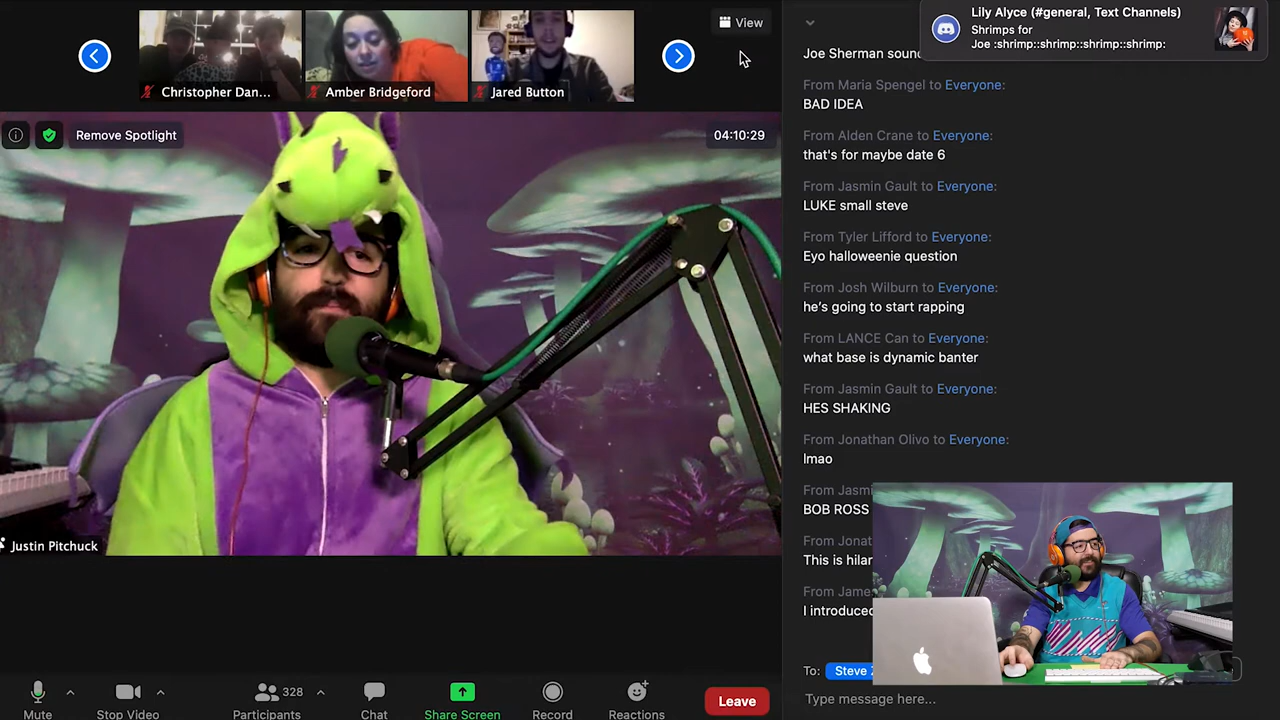 Christopher Dan...
Amber Bridgeford
Jared Button
View
Remove Spotlight
04:10:29
Justin Pitchuck
Mute
Stop Video
328
Participants
Chat
Share Screen
Record
Reactions
Leave
Lily Alyce (#general, Text Channels)
Shrimps for
Joe :shrimp::shrimp::shrimp::shrimp:
Joe Sherman
From Maria Spengel to Everyone:
BAD IDEA
From Alden Crane to Everyone:
that's for maybe date 6
From Jasmin Gault to Everyone:
LUKE small steve
From Tyler Lifford to Everyone:
Eyo halloweenie question
From Josh Wilburn to Everyone:
he's going to start rapping
From LANCE Can to Everyone:
what base is dynamic banter
From Jasmin Gault to Everyone:
HES SHAKING
From Jonathan Olivo to Everyone:
lmao
From
BOB ROSS
From
This is
From
I introduced
To: Steve
Type message here...